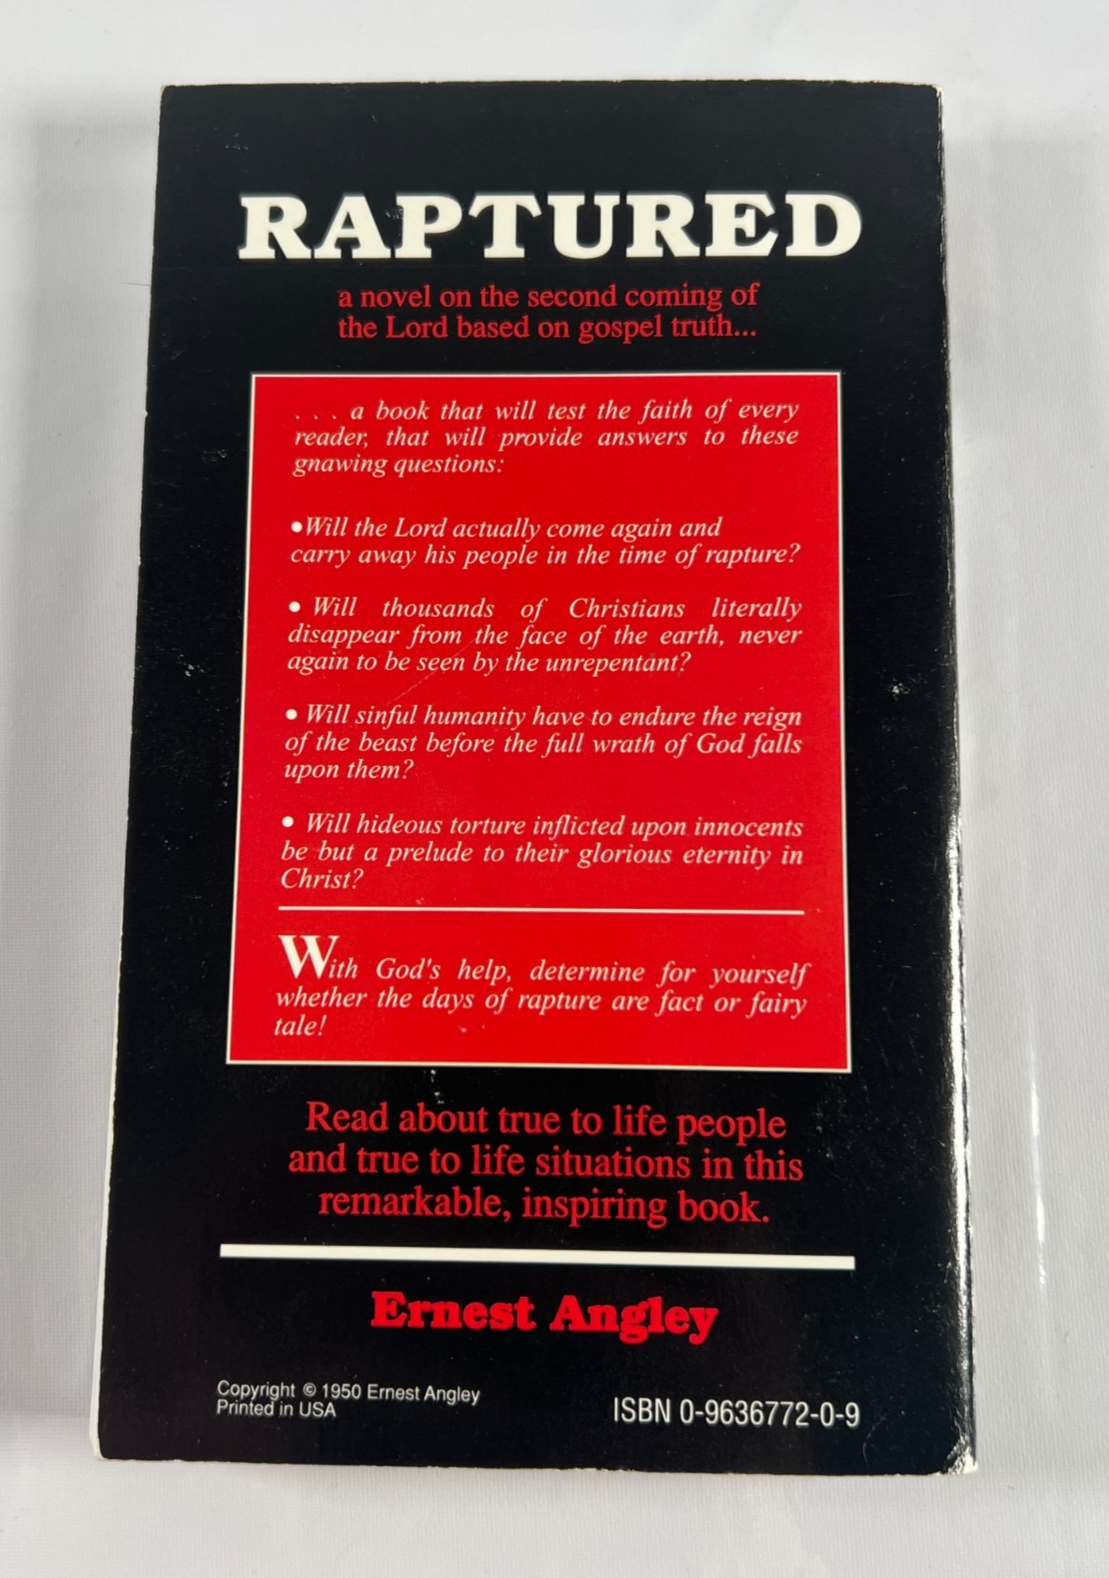 RAPTURED
a novel on the second coming of
the Lord based on gospel truth...
. . . a book that will test the faith of every
reader, that will provide answers to these
gnawing questions:
•Will the Lord actually come again and
carry away his people in the time of rapture?
• Will thousands of Christians literally
disappear from the face of the earth, never
again to be seen by the unrepentant?
• Will sinful humanity have to endure the reign
of the beast before the full wrath of God falls
upon them?
• Will hideous torture inflicted upon innocents
be but a prelude to their glorious eternity in
Christ?
With God's help, determine for yourself
whether the days of rapture are fact or fairy
tale!
Read about true to life people
and true to life situations in this
remarkable, inspiring book.
Ernest Angley
Copyright © 1950 Ernest Angley
Printed in USA
ISBN 0-9636772-0-9